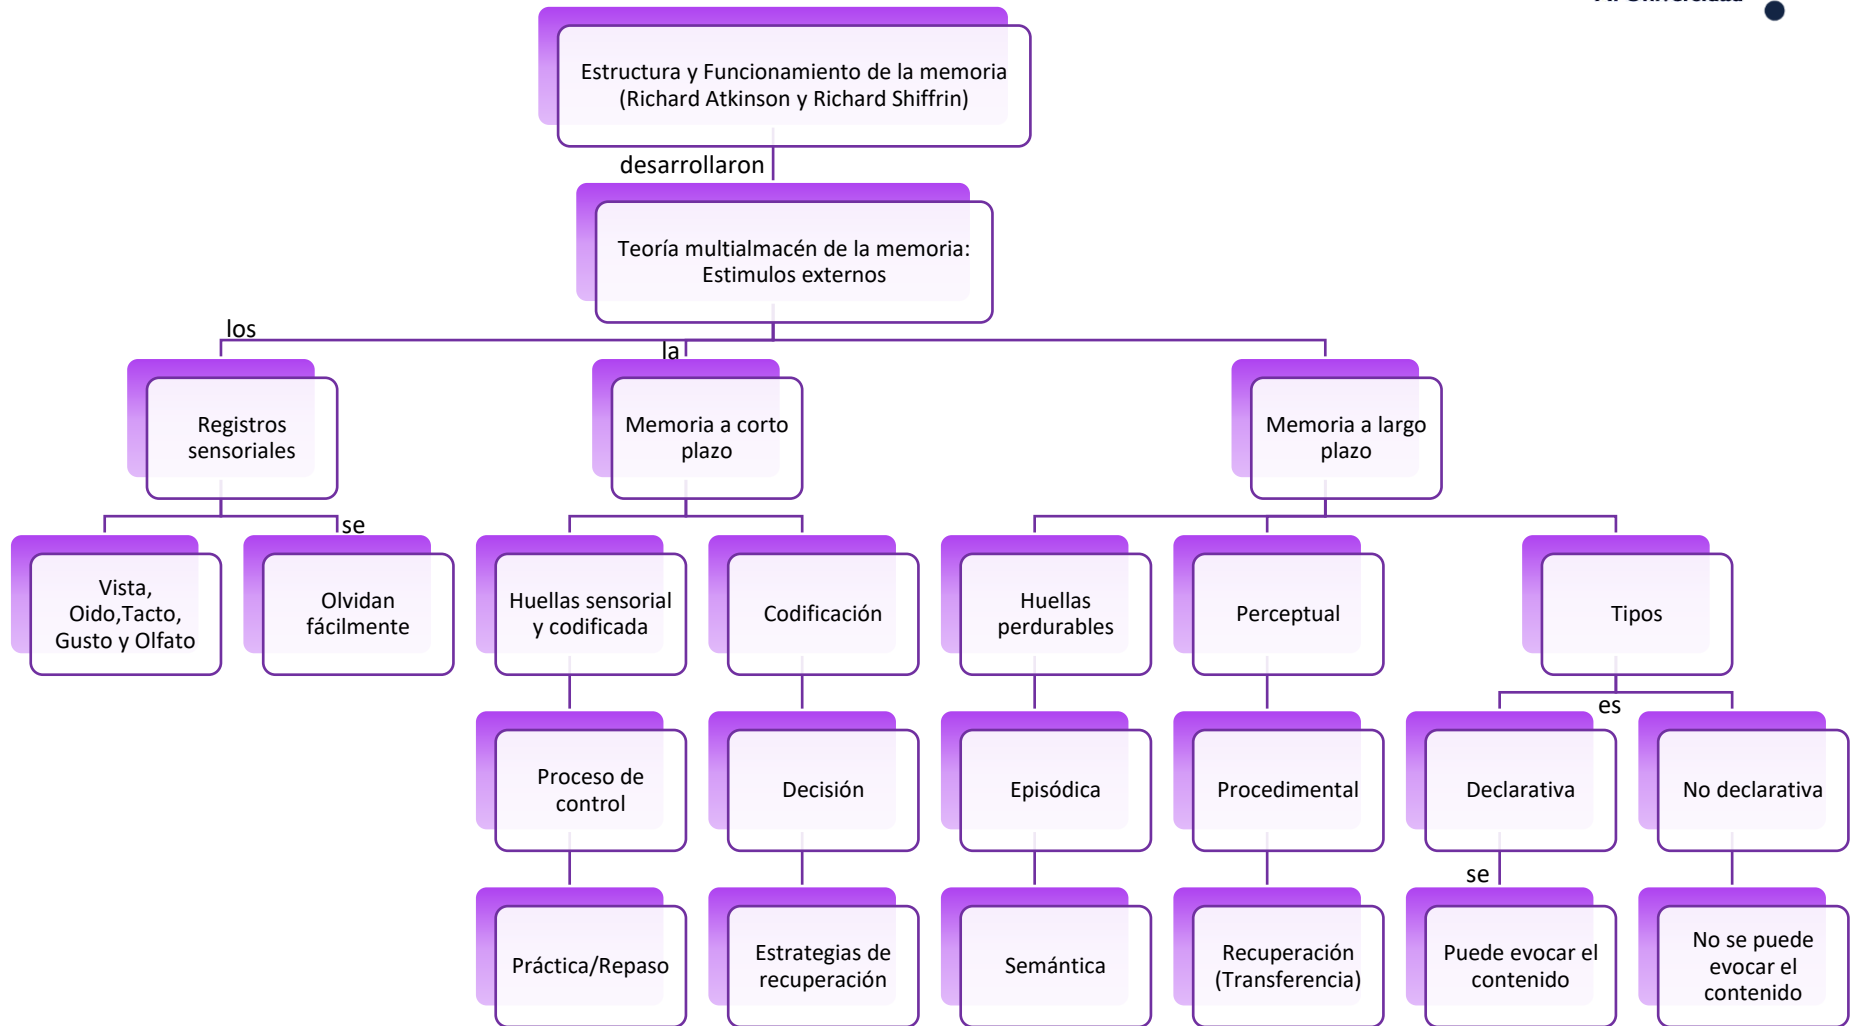 Estructura y Funcionamiento de la memoria
(Richard Atkinson y Richard Shiffrin)
desarrollaron
Teoría multialmacén de la memoria:
Estimulos externos
los
la
Registros
sensoriales
Memoria a corto
plazo
Memoria a largo
plazo
se
Vista,
Oido,Tacto,
Gusto y Olfato
Olvidan
fácilmente
Huellas sensorial
y codificada
Codificación
Huellas
perdurables
Perceptual
Tipos
es
Proceso de
control
Decisión
Episódica
Procedimental
Declarativa
No declarativa
se
Práctica/Repaso
Estrategias de
recuperación
Semántica
Recuperación
(Transferencia)
Puede evocar el
contenido
No se puede
evocar el
contenido